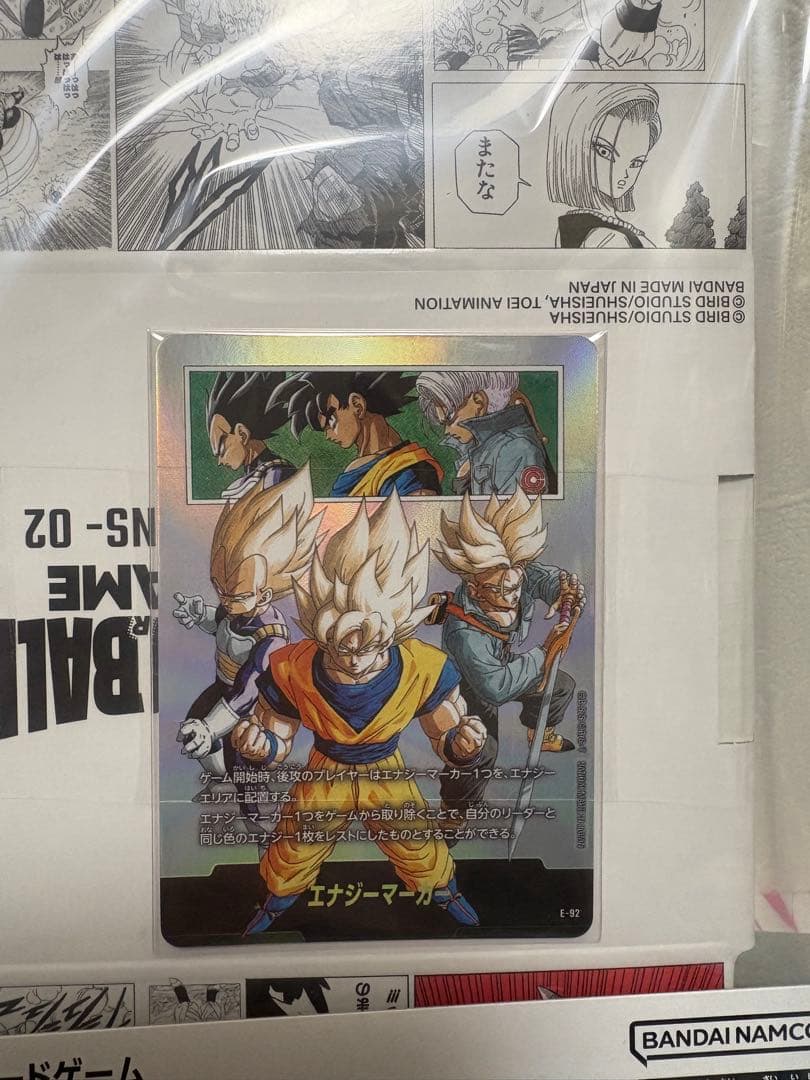 またな
©BIRD STUDIO/SHUEISHA
©BIRD STUDIO/SHUEISHA, TOEI ANIMATION
BANDAI MADE IN JAPAN
NS-02
AME
BALL
ゲーム開始時、後攻のプレイヤーはエナジーマーカー1つを、エナジー
エリアに配置する。
エナジーマーカー1つをゲームから取り除くことで、自分のリーダーと
同じ色のエナジー1枚をレストにしたものとすることができる。
エナジーマーカー
E-92
BANDAI NAMCO
ードゲーム